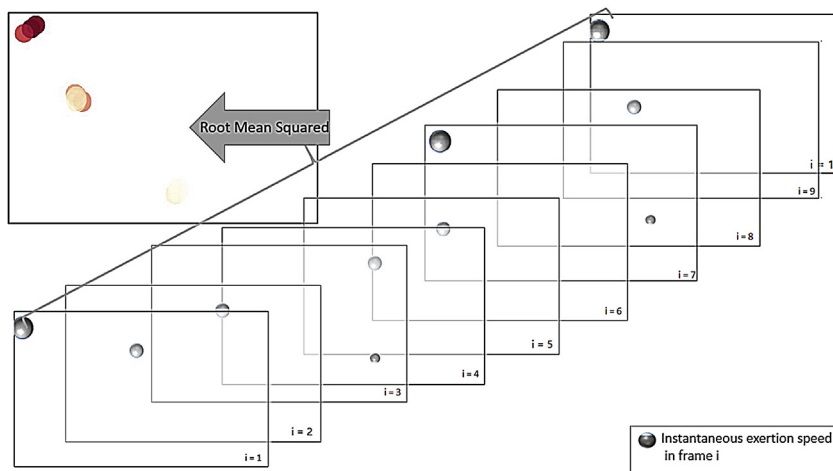 Root Mean Squared
i = 1
i = 9
i = 8
i = 7
i = 6
i = 5
i = 4
i = 3
i = 2
i = 1
Instantaneous exertion speed
in frame i